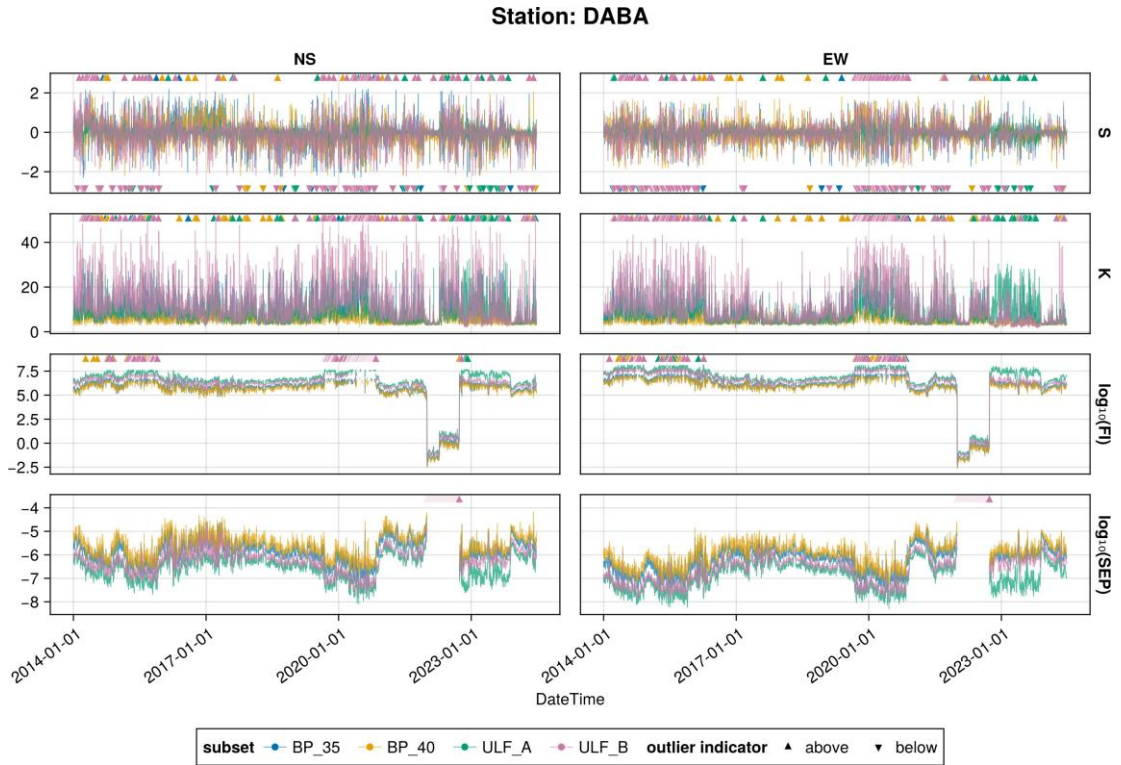 Station: DABA
NS EW
2
0
−2
S
40
20
0
K
7.5
5.0
2.5
0.0
−2.5
log₁₀(FI)
−4
−5
−6
−7
−8
log₁₀(SEP)
2014-01-01 2017-01-01 2020-01-01 2023-01-01 2014-01-01 2017-01-01 2020-01-01 2023-01-01
DateTime
subset BP_35 BP_40 ULF_A ULF_B outlier indicator above below